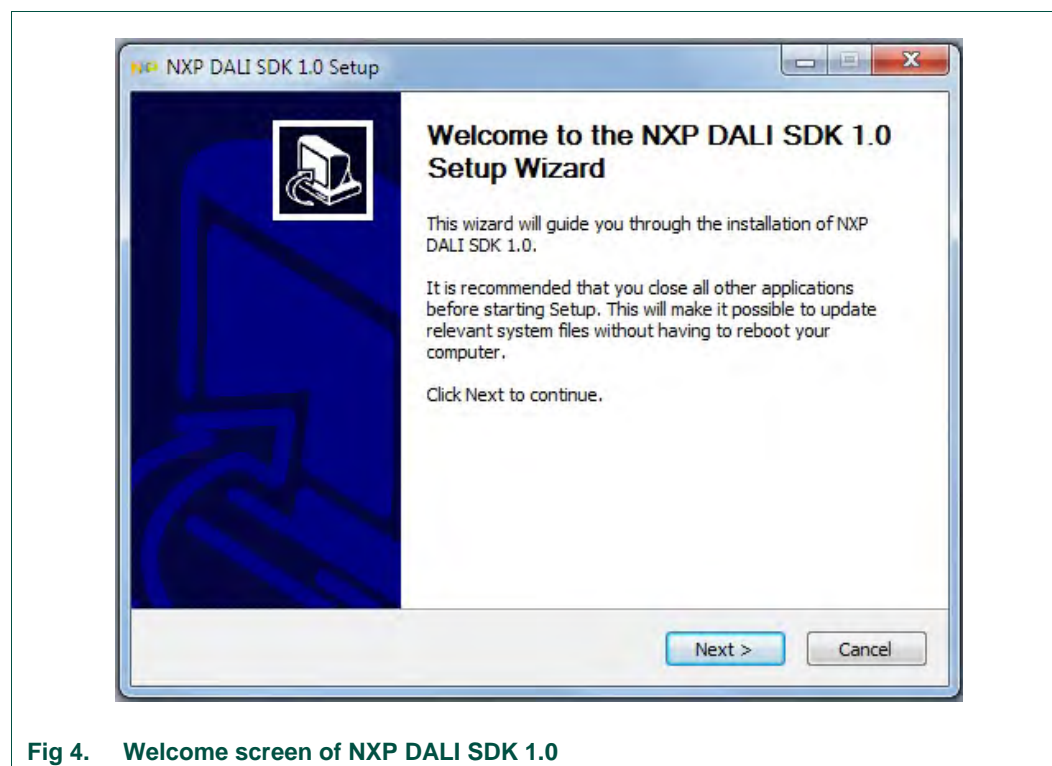 NXP DALI SDK 1.0 Setup
Welcome to the NXP DALI SDK 1.0
Setup Wizard
This wizard will guide you through the installation of NXP
DALI SDK 1.0.
It is recommended that you close all other applications
before starting Setup. This will make it possible to update
relevant system files without having to reboot your
computer.
Click Next to continue.
Next >
Cancel
Fig 4. Welcome screen of NXP DALI SDK 1.0